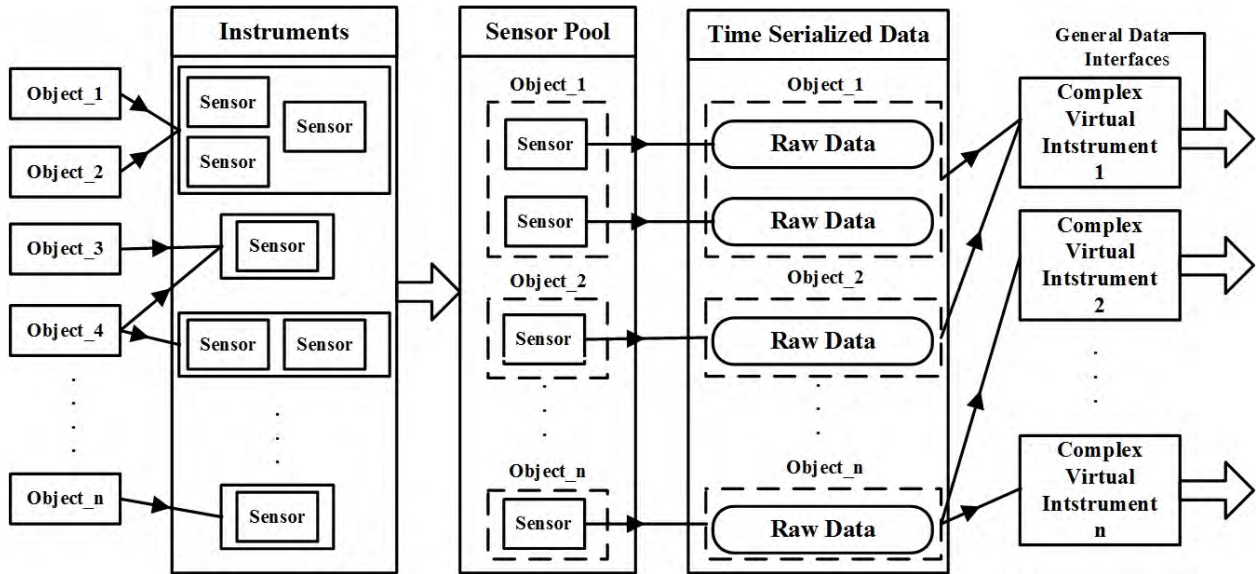 Instruments
Sensor Pool
Time Serialized Data
General Data
Interfaces
Object_1
Object_2
Object_3
Object_4
Object_n
Sensor
Sensor
Sensor
Sensor
Sensor
Sensor
Sensor
Object_1
Sensor
Sensor
Object_2
Sensor
Object_n
Sensor
Object_1
Raw Data
Raw Data
Object_2
Raw Data
Object_n
Raw Data
Complex
Virtual
Intstrument
1
Complex
Virtual
Intstrument
2
Complex
Virtual
Intstrument
n